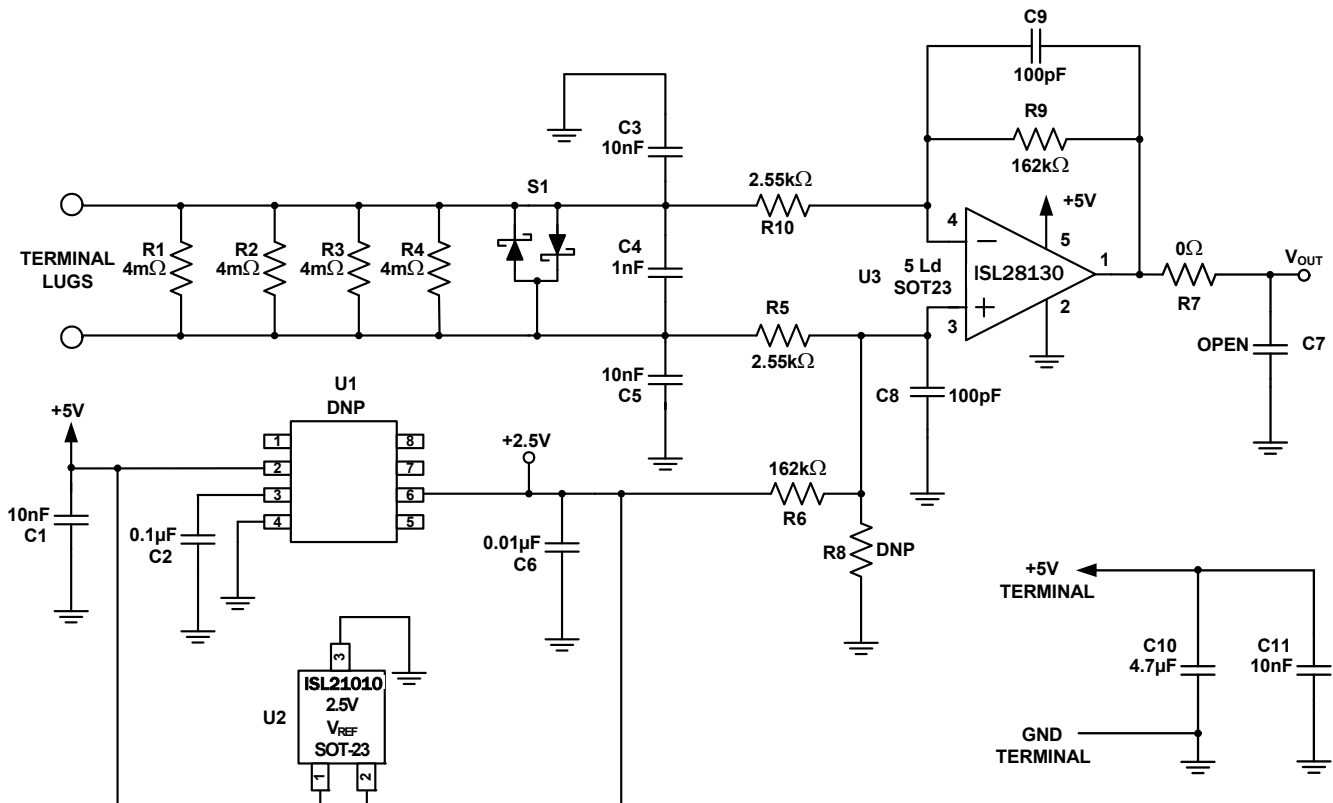 C9
100pF
R9
162kΩ
C3
10nF
S1
2.55kΩ
R10
+5V
4
5
TERMINAL
LUGS
R1
4mΩ
R2
4mΩ
R3
4mΩ
R4
4mΩ
C4
1nF
U3
5 Ld
SOT23
ISL28130
1
0Ω
R7
VOUT
R5
2.55kΩ
3
2
OPEN
C7
10nF
C5
C8
100pF
U1
DNP
+5V
1
2
3
4
8
7
6
5
+2.5V
10nF
C1
0.1µF
C2
0.01µF
C6
162kΩ
R6
R8
DNP
+5V
TERMINAL
C10
4.7µF
C11
10nF
GND
TERMINAL
3
U2
ISL21010
2.5V
VREF
SOT-23
1
2